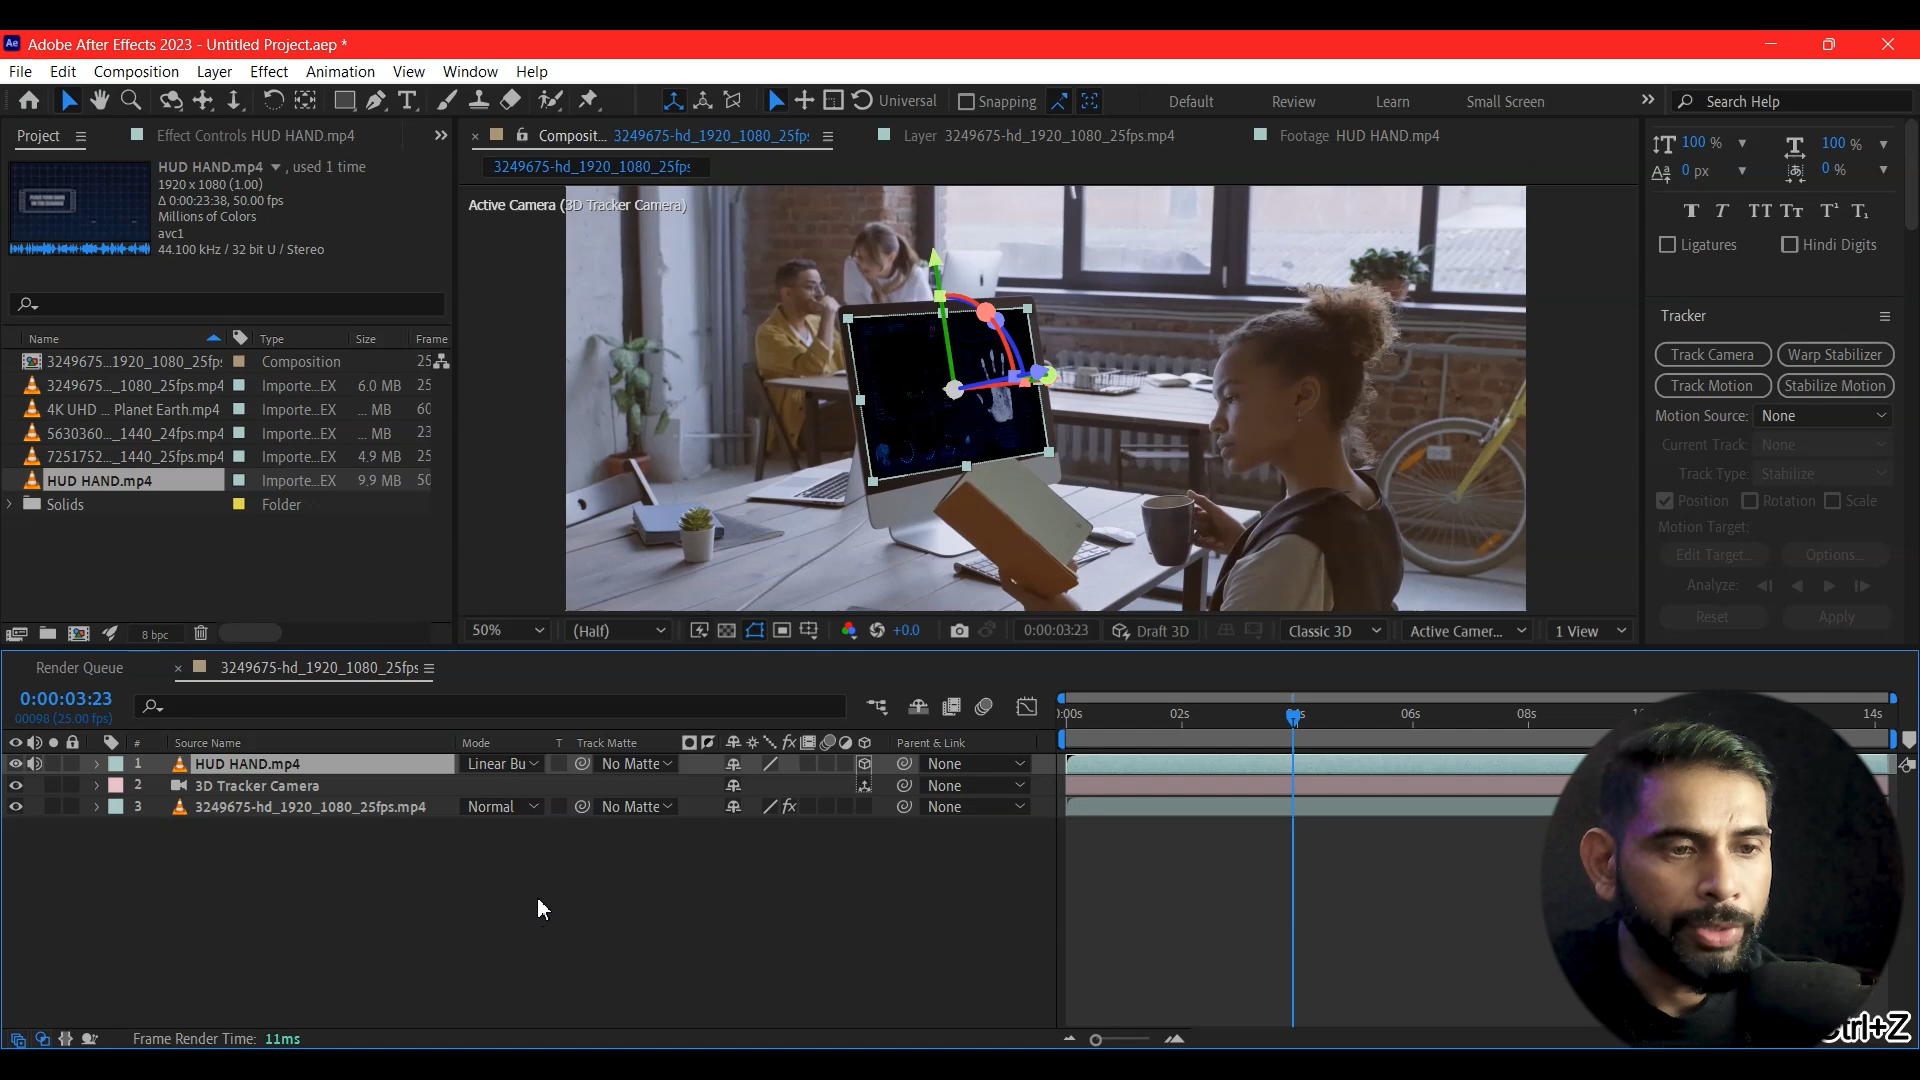 Ae Adobe After Effects 2023 - Untitled Project.aep *
File Edit Composition Layer Effect Animation View Window Help
Universal Snapping Default Review Learn Small Screen Search Help
Project Effect Controls HUD HAND.mp4
Composit... 3249675-hd_1920_1080_25fps Layer 3249675-hd_1920_1080_25fps.mp4 Footage HUD HAND.mp4
3249675-hd_1920_1080_25fps
HUD HAND.mp4 , used 1 time
1920 x 1080 (1.00)
Δ 0:00:23:38, 50.00 fps
Millions of Colors
avc1
44.100 kHz / 32 bit U / Stereo
Name Type Size Frame
3249675...1920_1080_25fp Composition 25
3249675..._1080_25fps.mp4 Importe...EX 6.0 MB 25
4K UHD ... Planet Earth.mp4 Importe...EX ... MB 60
5630360..._1440_24fps.mp4 Importe...EX ... MB 23
7251752..._1440_25fps.mp4 Importe...EX 4.9 MB 25
HUD HAND.mp4 Importe...EX 9.9 MB 50
Solids Folder
8 bpc
Active Camera (3D Tracker Camera)
50% (Half) +0.0 0:00:03:23 Draft 3D Classic 3D Active Camer... 1 View
100 % 100 %
0 px 0 %
T T TT Tt T¹ T₁
Ligatures Hindi Digits
Tracker
Track Camera Warp Stabilizer
Track Motion Stabilize Motion
Motion Source: None
Current Track: None
Track Type: Stabilize
Position Rotation Scale
Motion Target:
Edit Target... Options...
Analyze:
Reset Apply
Render Queue 3249675-hd_1920_1080_25fps
0:00:03:23
00098 (25.00 fps)
):00s 02s 06s 08s 14s
# Source Name Mode T Track Matte fx Parent & Link
1 HUD HAND.mp4 Linear Bu No Matte None
2 3D Tracker Camera None
3 3249675-hd_1920_1080_25fps.mp4 Normal No Matte fx None
Frame Render Time: 11ms
Ctrl+Z